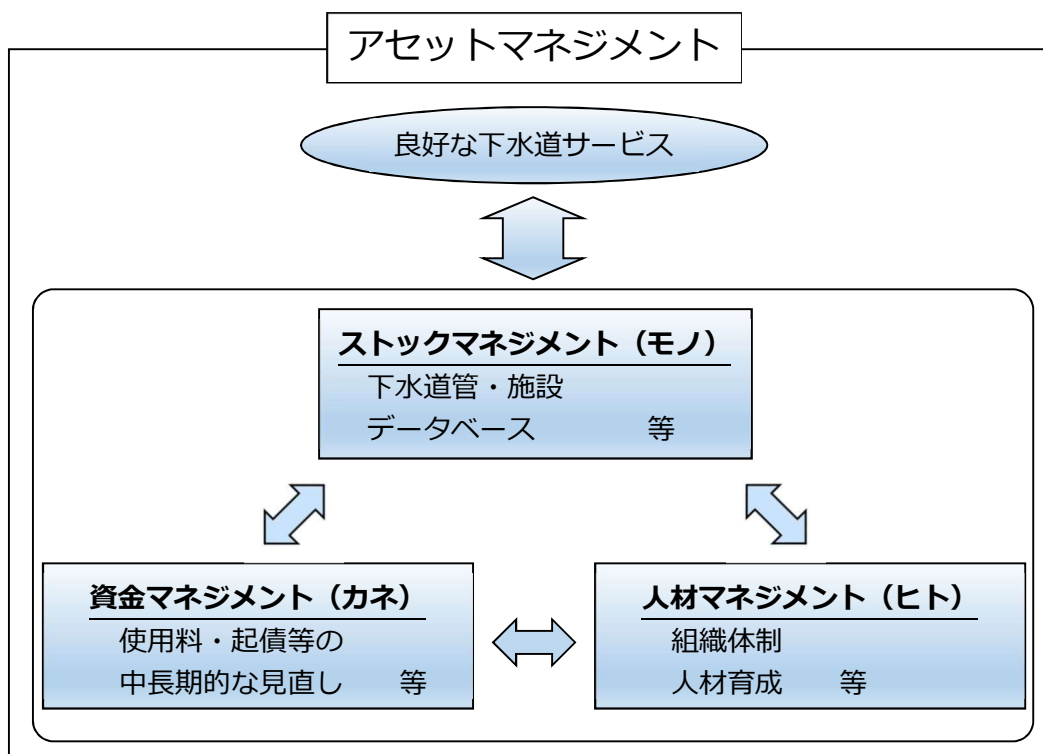 アセットマネジメント
良好な下水道サービス
ストックマネジメント（モノ）
下水道管・施設
データベース　　　　等
資金マネジメント（カネ）
使用料・起債等の
中長期的な見直し　　等
人材マネジメント（ヒト）
組織体制
人材育成　　等